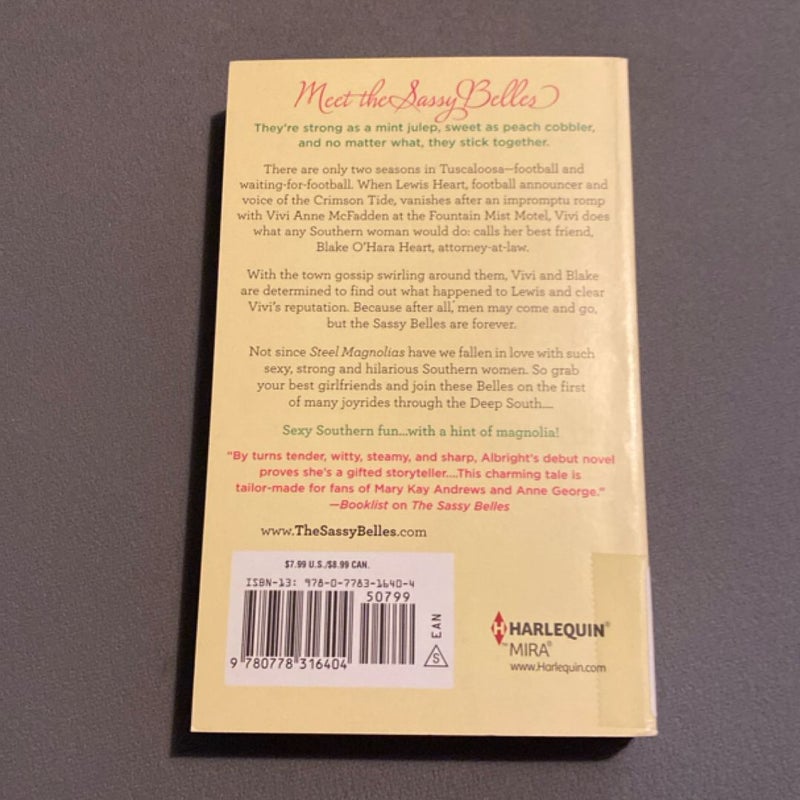 Meet the Sassy Belles
They're strong as a mint julep, sweet as peach cobbler,
and no matter what, they stick together.
There are only two seasons in Tuscaloosa—football and
waiting-for-football. When Lewis Heart, football announcer and
voice of the Crimson Tide, vanishes after an impromptu romp
with Vivi Anne McFadden at the Fountain Mist Motel, Vivi does
what any Southern woman would do: calls her best friend,
Blake O'Hara Heart, attorney-at-law.
With the town gossip swirling around them, Vivi and Blake
are determined to find out what happened to Lewis and clear
Vivi's reputation. Because after all, men may come and go,
but the Sassy Belles are forever.
Not since Steel Magnolias have we fallen in love with such
sexy, strong and hilarious Southern women. So grab
your best girlfriends and join these Belles on the first
of many joyrides through the Deep South....
Sexy Southern fun...with a hint of magnolia!
"By turns tender, witty, steamy, and sharp, Albright's debut novel
proves she's a gifted storyteller....This charming tale is
tailor-made for fans of Mary Kay Andrews and Anne George."
—Booklist on The Sassy Belles
www.TheSassyBelles.com
$7.99 U.S./$8.99 CAN.
ISBN-13: 978-0-7783-1640-4
50799
9 780778 316404
EAN
S
H HARLEQUIN®
™MIRA®
www.Harlequin.com